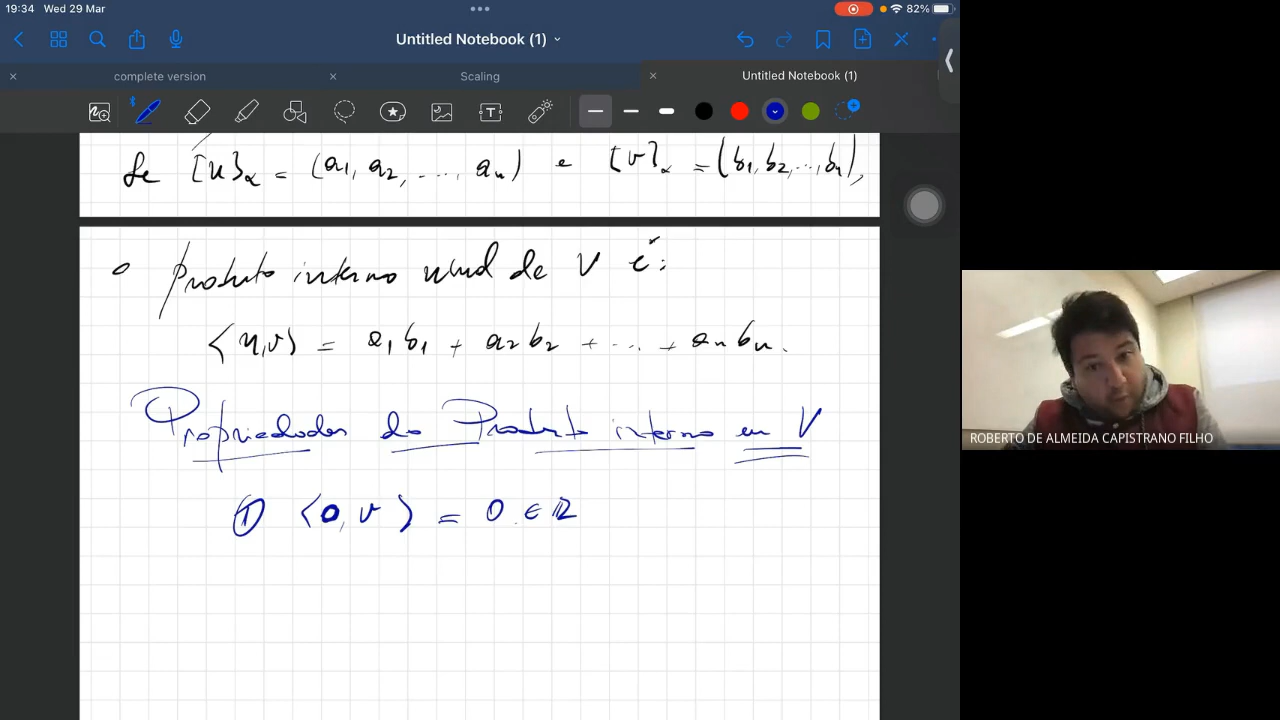 19:34 Wed 29 Mar
82%
Untitled Notebook (1)
complete version
Scaling
Untitled Notebook (1)
Se [u]α = (a1, a2, ..., an) e [v]α = (b1, b2, ..., bn),
o produto interno usual de V é:
⟨u,v⟩ = a1b1 + a2b2 + ... + anbn.
Propriedades do Produto interno em V
① ⟨0, v⟩ = 0 ∈ ℝ
ROBERTO DE ALMEIDA CAPISTRANO FILHO